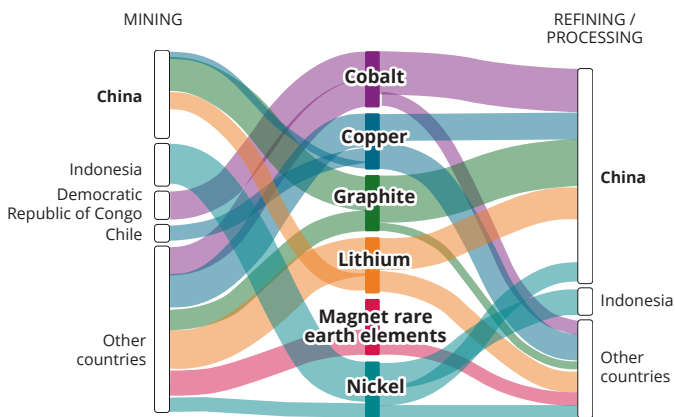 MINING
REFINING /
PROCESSING
China
Indonesia
Democratic
Republic of Congo
Chile
Other
countries
Cobalt
Copper
Graphite
Lithium
Magnet rare
earth elements
Nickel
China
Indonesia
Other
countries